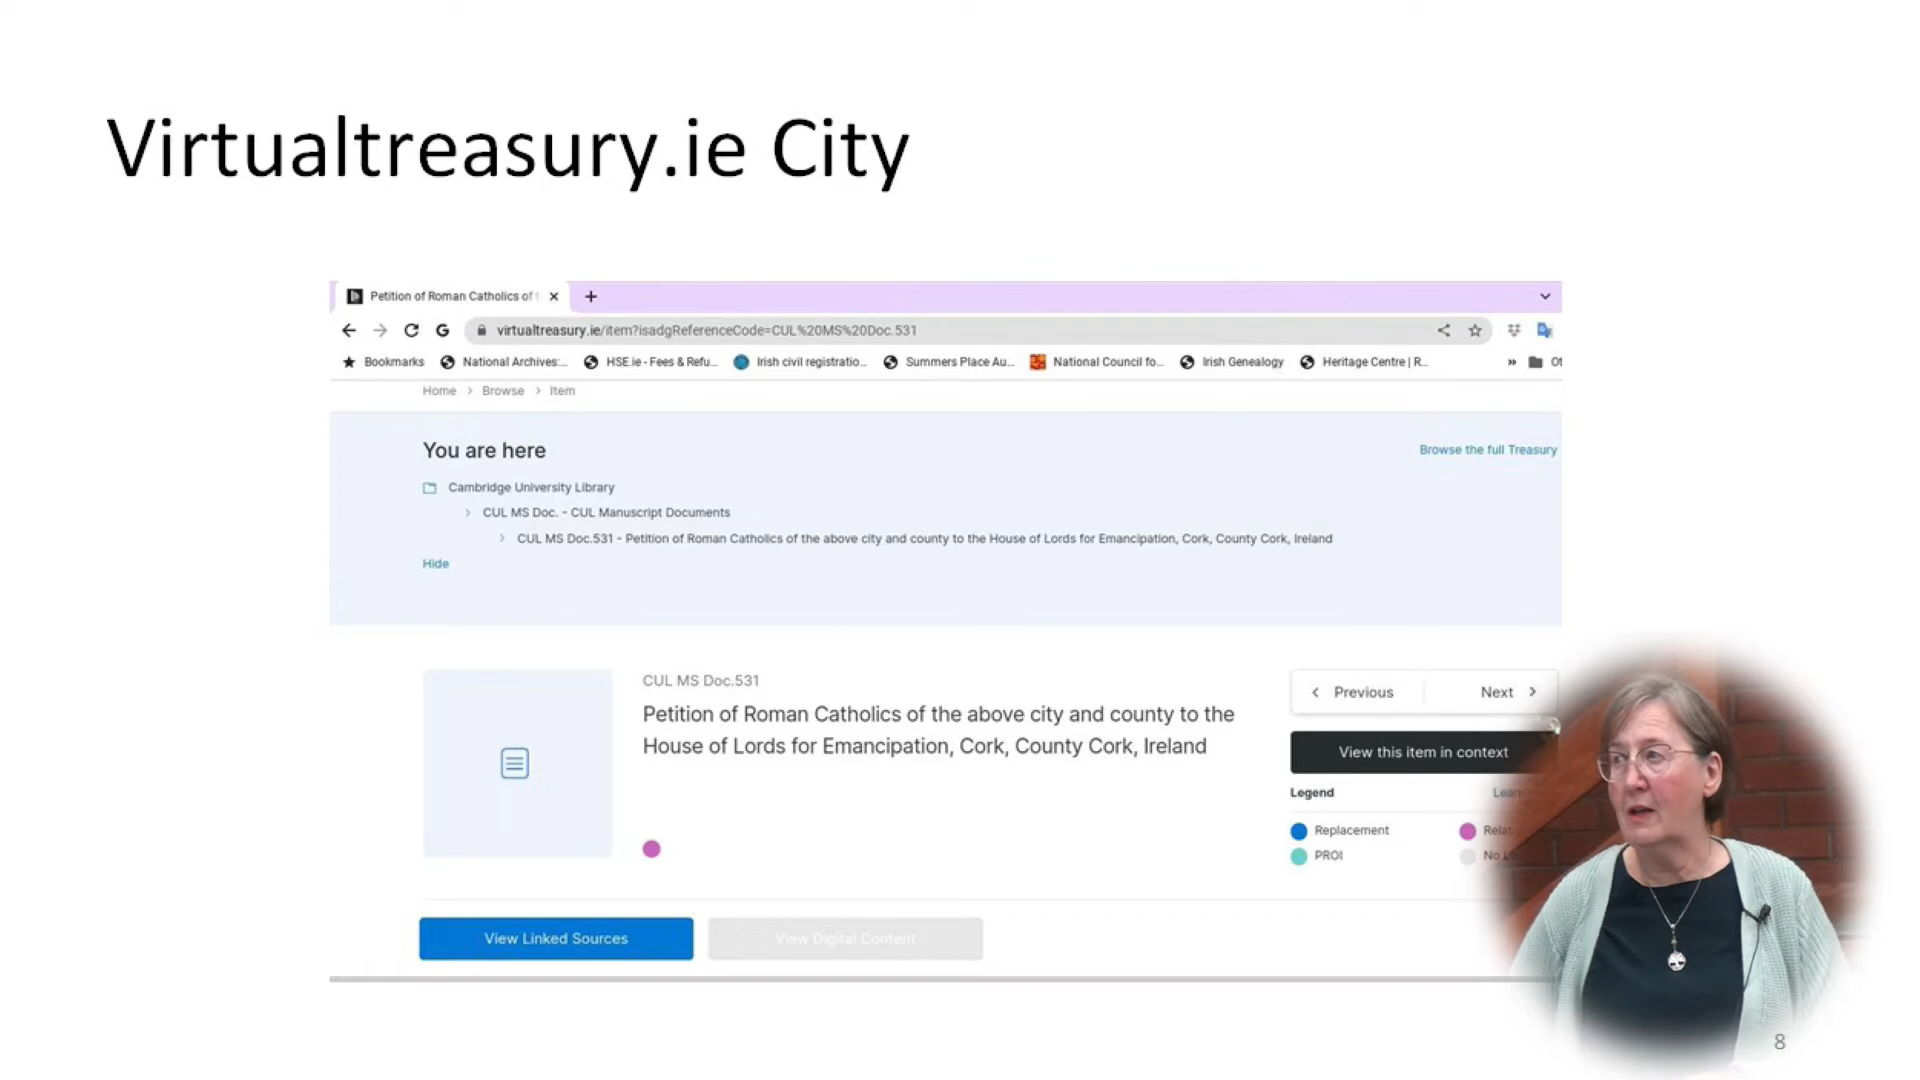 Virtualtreasury.ie City
Petition of Roman Catholics of t
virtualtreasury.ie/item?isadgReferenceCode=CUL%20MS%20Doc.531
Bookmarks National Archives:... HSE.ie - Fees & Refu... Irish civil registratio... Summers Place Au... National Council fo... Irish Genealogy Heritage Centre | R... » Ot
Home > Browse > Item
You are here
Browse the full Treasury
Cambridge University Library
> CUL MS Doc. - CUL Manuscript Documents
> CUL MS Doc.531 - Petition of Roman Catholics of the above city and county to the House of Lords for Emancipation, Cork, County Cork, Ireland
Hide
CUL MS Doc.531
Petition of Roman Catholics of the above city and county to the
House of Lords for Emancipation, Cork, County Cork, Ireland
< Previous Next >
View this item in context
Legend Learn
Replacement
PROI No
View Linked Sources View Digital Content
8